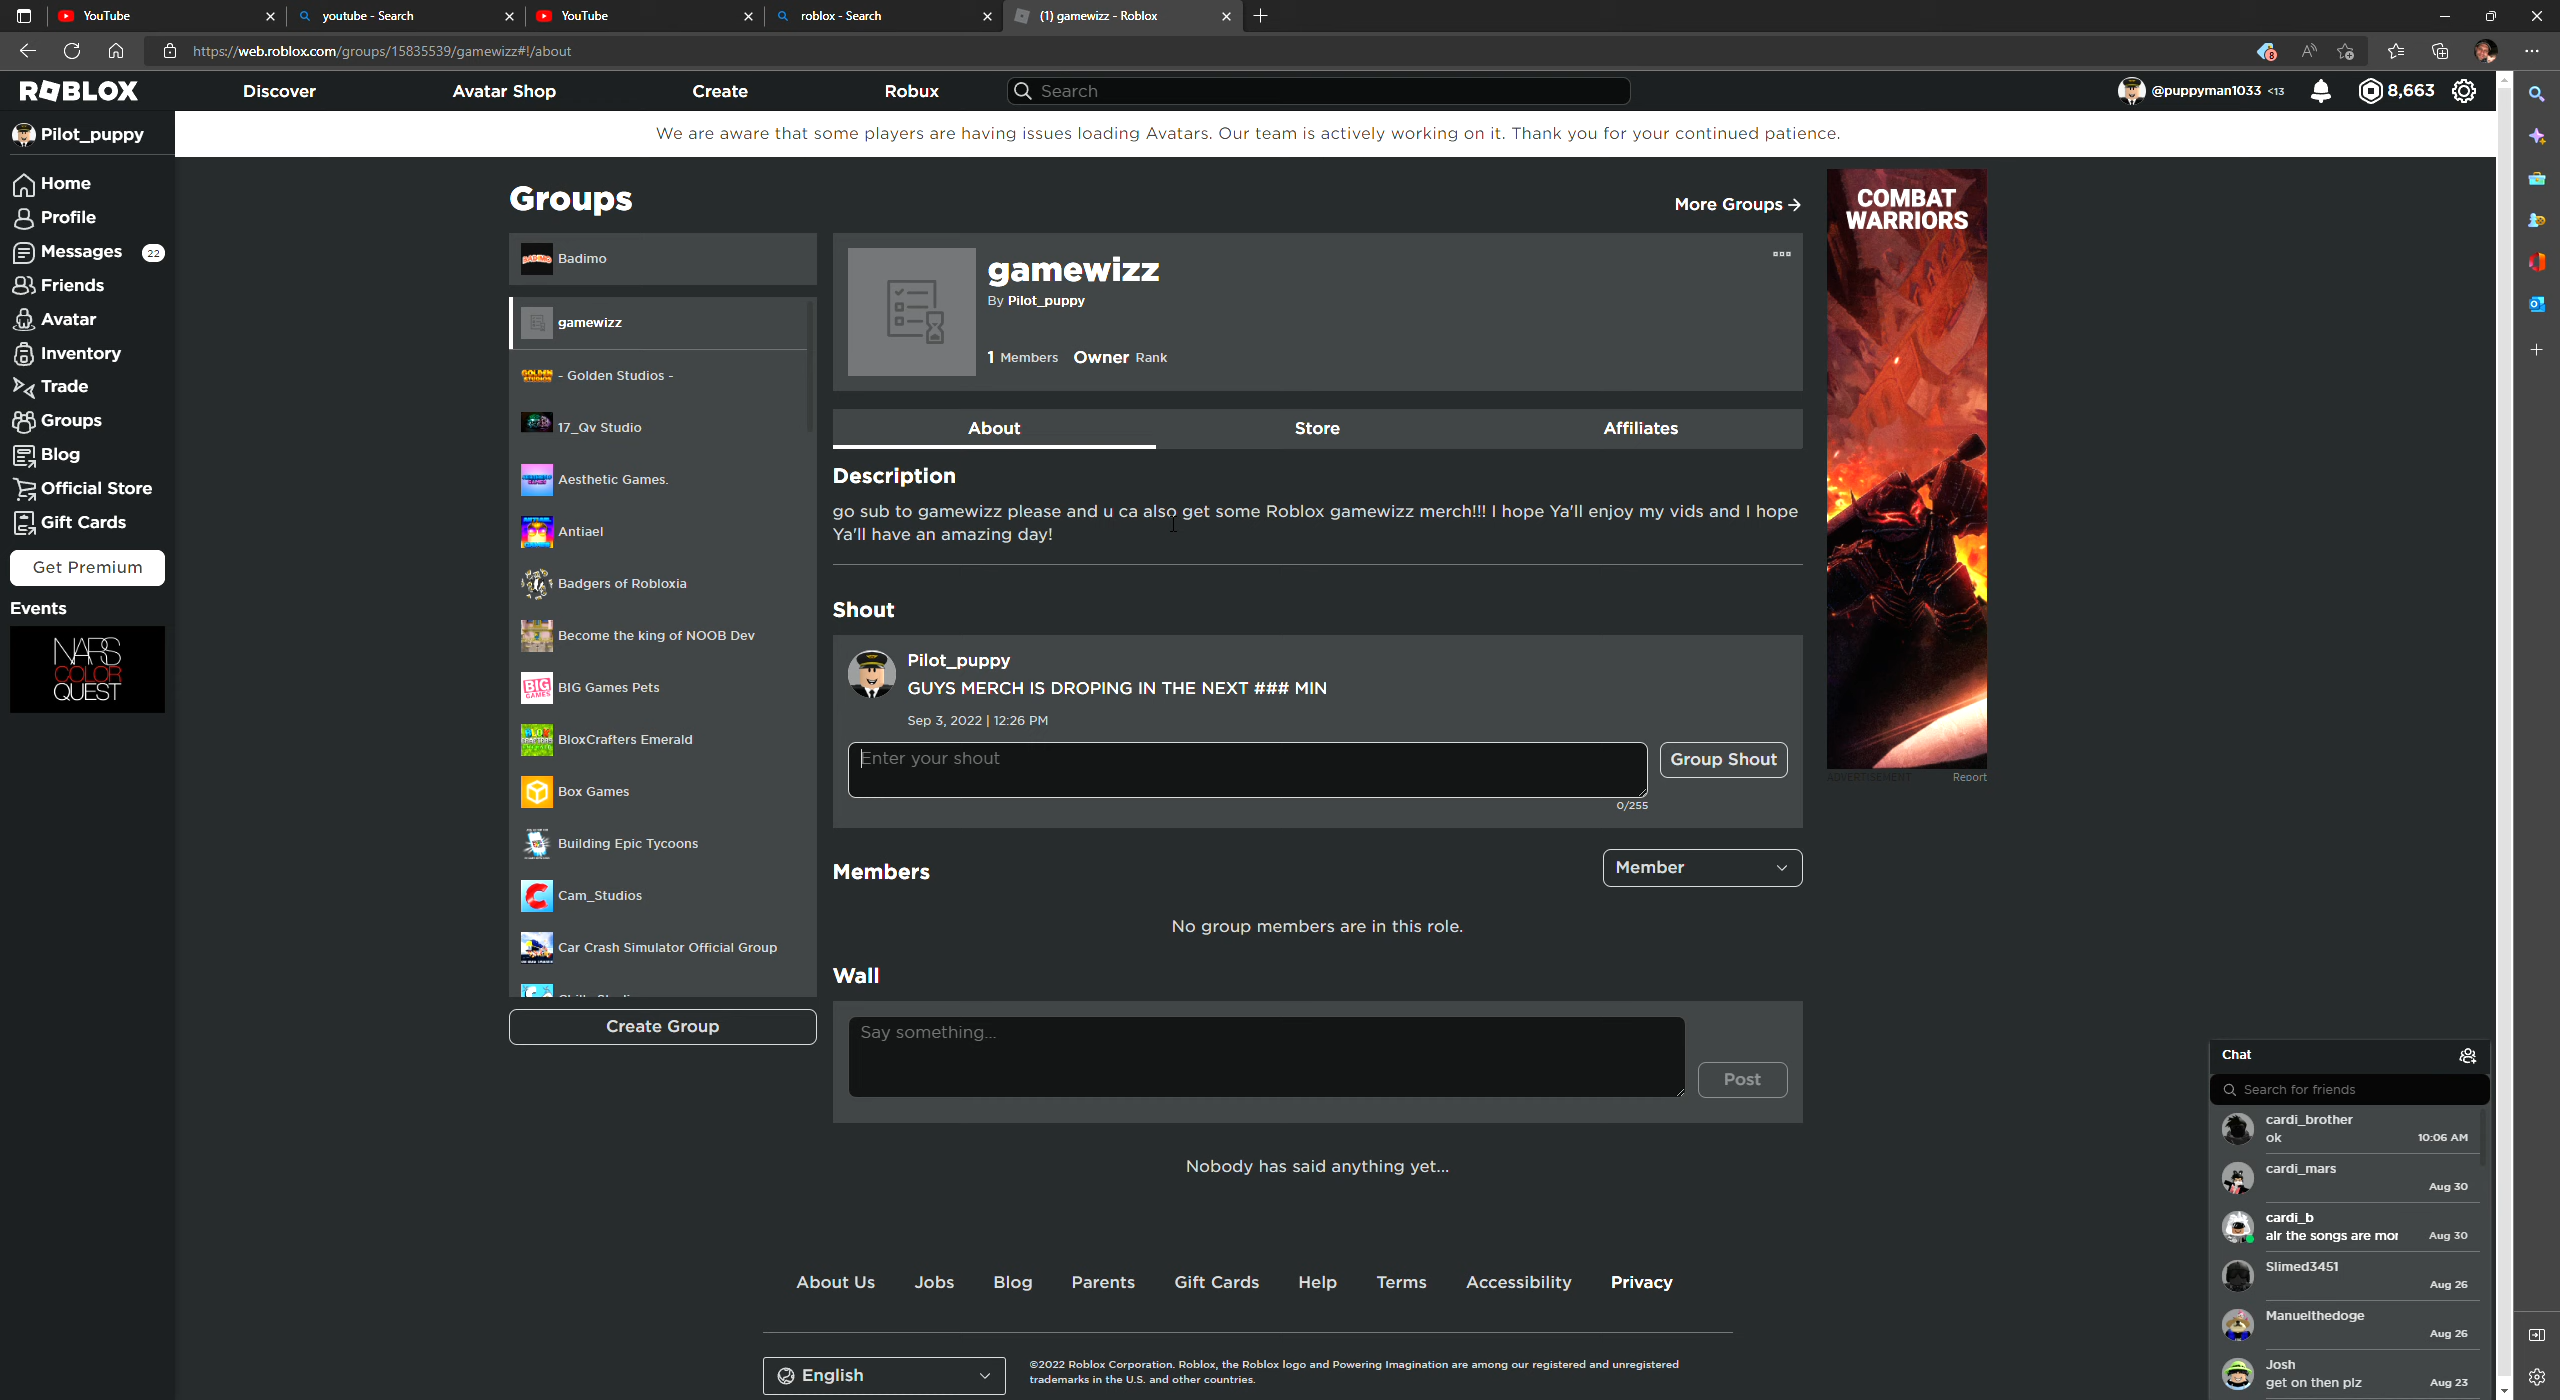 YouTube
youtube - Search
YouTube
roblox - Search
(1) gamewizz - Roblox
https://web.roblox.com/groups/15835539/gamewizz#!/about
8
ROBLOX
Discover
Avatar Shop
Create
Robux
Search
@puppyman1033 <13
8,663
Pilot_puppy
We are aware that some players are having issues loading Avatars. Our team is actively working on it. Thank you for your continued patience.
Home
Profile
Messages 22
Friends
Avatar
Inventory
Trade
Groups
Blog
Official Store
Gift Cards
Get Premium
Events
NARS
COLOR
QUEST
Groups
More Groups
Badimo
gamewizz
- Golden Studios -
17_Qv Studio
Aesthetic Games.
Antiael
Badgers of Robloxia
Become the king of NOOB Dev
BIG Games Pets
BloxCrafters Emerald
Box Games
Building Epic Tycoons
Cam_Studios
Car Crash Simulator Official Group
Create Group
gamewizz
By Pilot_puppy
1 Members Owner Rank
About
Store
Affiliates
Description
go sub to gamewizz please and u ca also get some Roblox gamewizz merch!!! I hope Ya'll enjoy my vids and I hope
Ya'll have an amazing day!
Shout
Pilot_puppy
GUYS MERCH IS DROPING IN THE NEXT ### MIN
Sep 3, 2022 | 12:26 PM
Enter your shout
Group Shout
0/255
Members
Member
No group members are in this role.
Wall
Say something...
Post
Nobody has said anything yet...
COMBAT
WARRIORS
ADVERTISEMENT
Report
About Us
Jobs
Blog
Parents
Gift Cards
Help
Terms
Accessibility
Privacy
English
©2022 Roblox Corporation. Roblox, the Roblox logo and Powering Imagination are among our registered and unregistered
trademarks in the U.S. and other countries.
Chat
Search for friends
cardi_brother
ok
10:06 AM
cardi_mars
Aug 30
cardi_b
alr the songs are mor
Aug 30
Slimed3451
Aug 26
Manuelthedoge
Aug 26
Josh
get on then plz
Aug 23